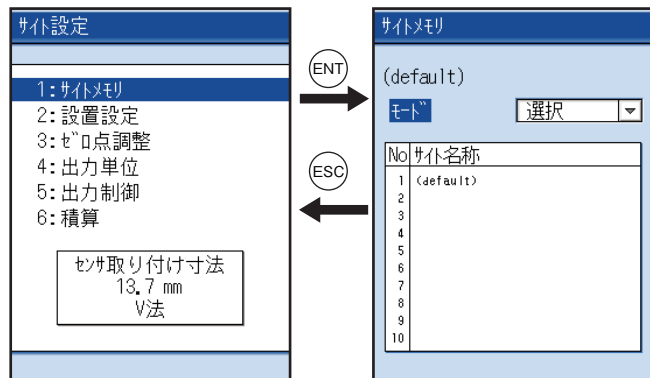 ｻｲﾄ設定
1:ｻｲﾄﾒﾓﾘ
2:設置設定
3:ｾﾞﾛ点調整
4:出力単位
5:出力制御
6:積算
ｾﾝｻ取り付け寸法
13.7 mm
V法
ENT
ESC
ｻｲﾄﾒﾓﾘ
(default)
ﾓｰﾄﾞ 選択
No ｻｲﾄ名称
1 (default)
2
3
4
5
6
7
8
9
10